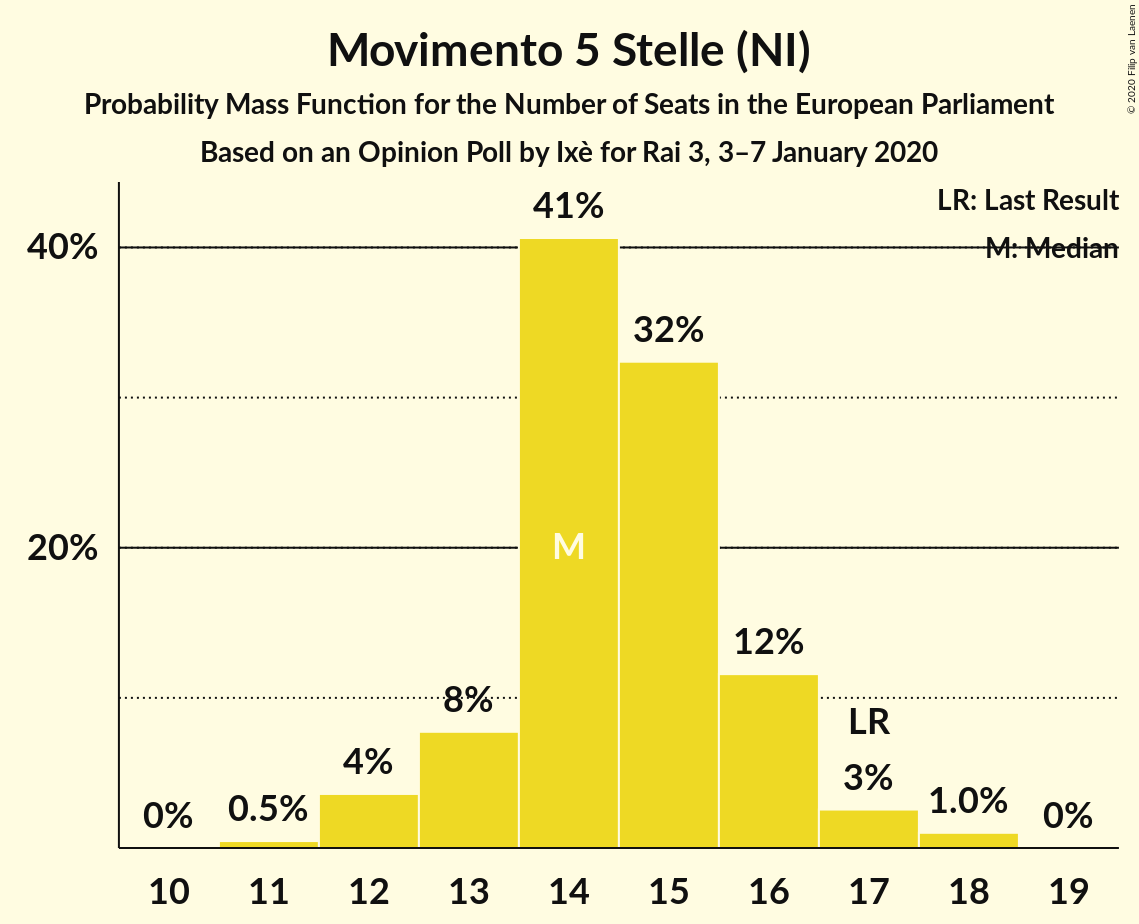 Movimento 5 Stelle (NI)
Probability Mass Function for the Number of Seats in the European Parliament
Based on an Opinion Poll by Ixè for Rai 3, 3–7 January 2020
© 2020 Filip van Laenen
LR: Last Result
M: Median
40%
20%
0%
0.5%
4%
8%
41%
M
32%
12%
LR
3%
1.0%
0%
10 11 12 13 14 15 16 17 18 19